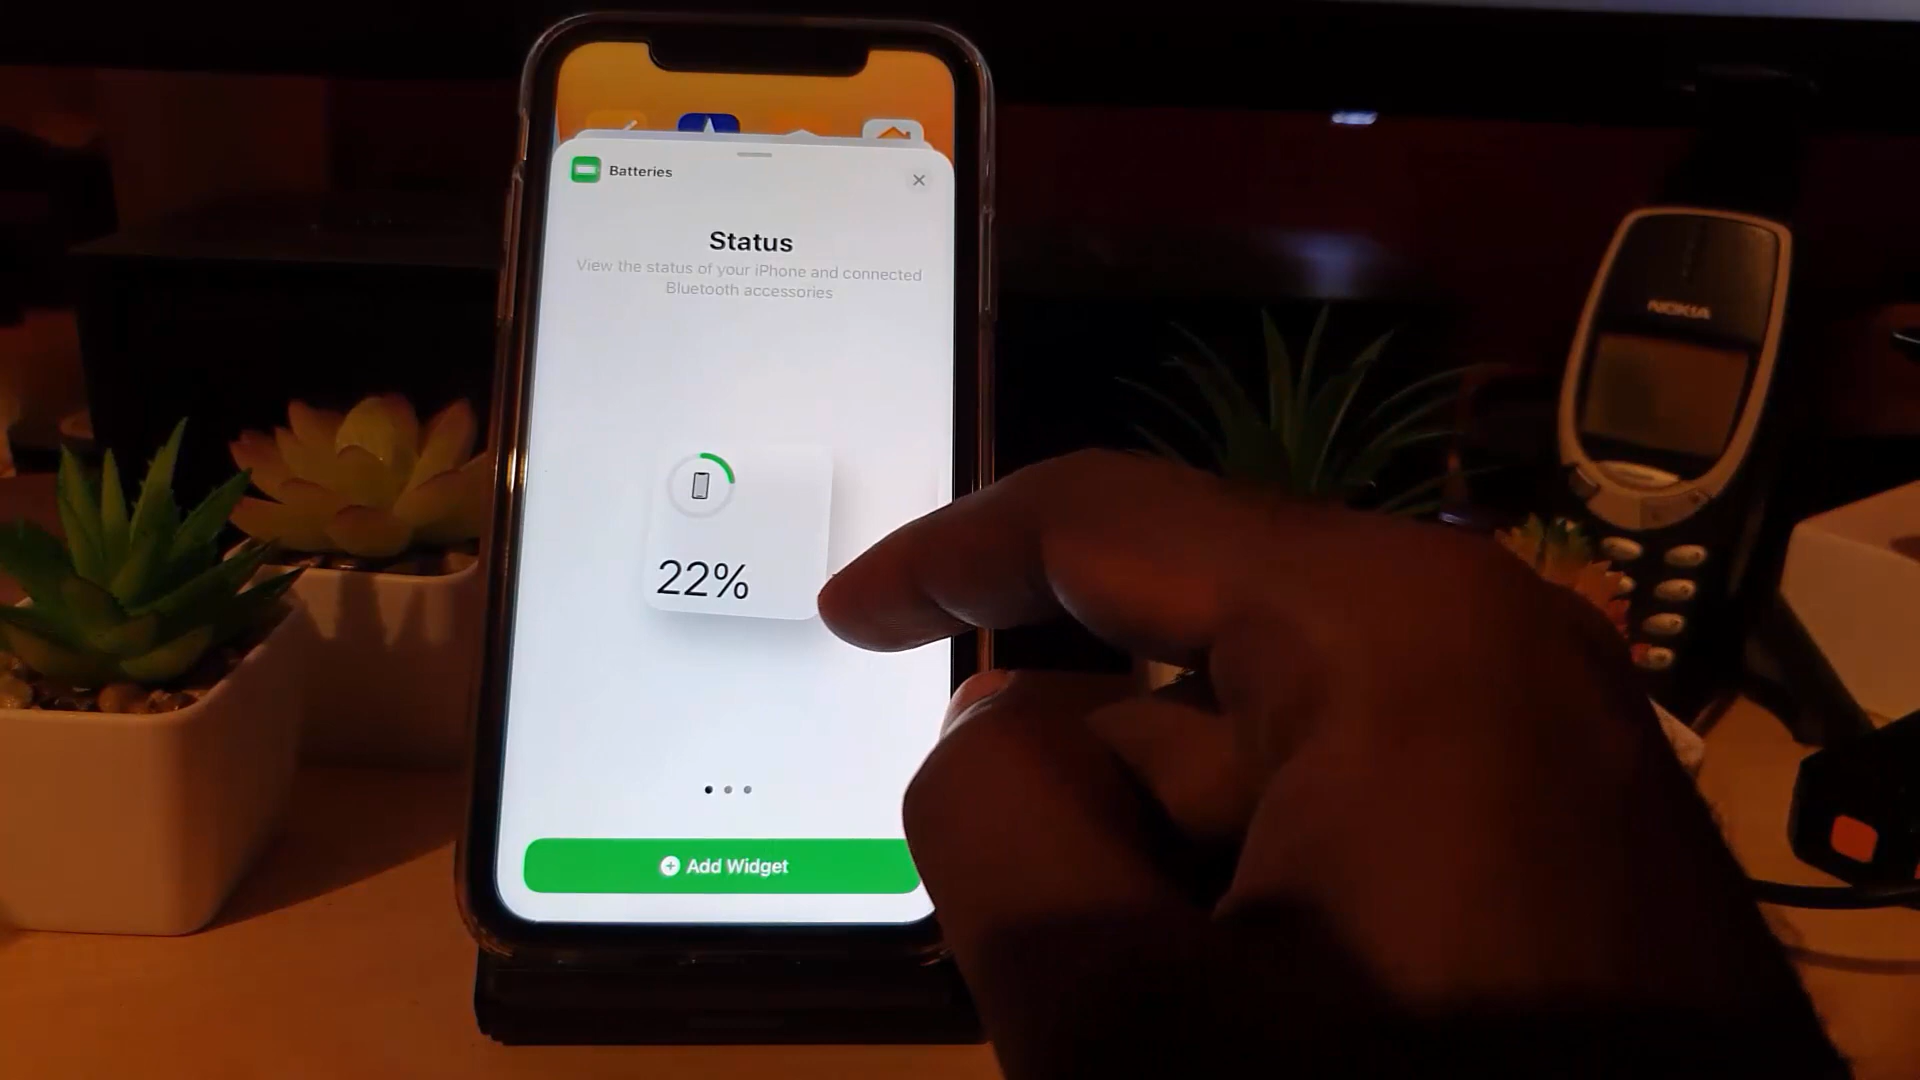 Batteries
Status
View the status of your iPhone and connected
Bluetooth accessories
22%
Add Widget
NOKIA